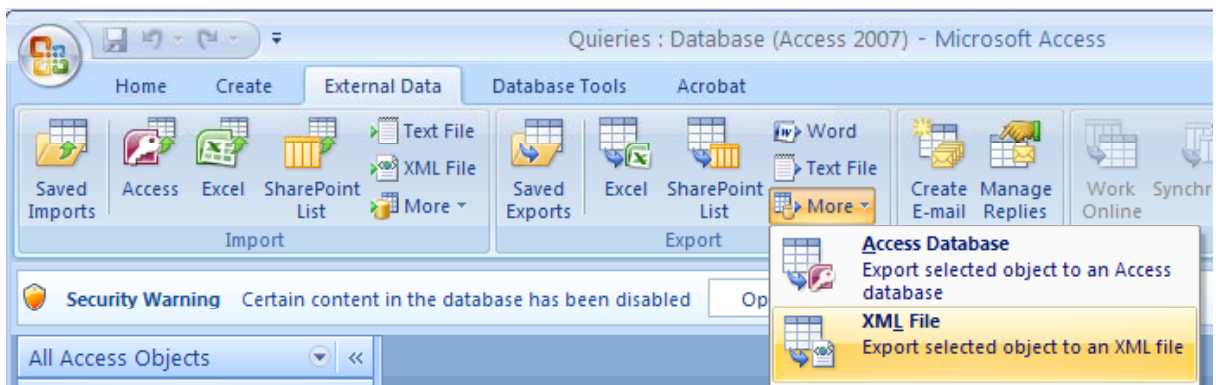 Quieries : Database (Access 2007) - Microsoft Access
Home Create External Data Database Tools Acrobat
Saved Imports
Access
Excel
SharePoint List
Text File
XML File
More
Import
Saved Exports
Excel
SharePoint List
Word
Text File
More
Export
Create E-mail
Manage Replies
Work Online
Security Warning Certain content in the database has been disabled
Access Database
Export selected object to an Access
database
XML File
Export selected object to an XML file
All Access Objects